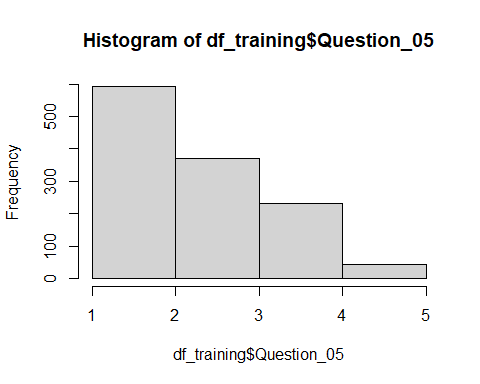 Histogram of df_training$Question_05
Frequency
500
300
100
0
1 2 3 4 5
df_training$Question_05